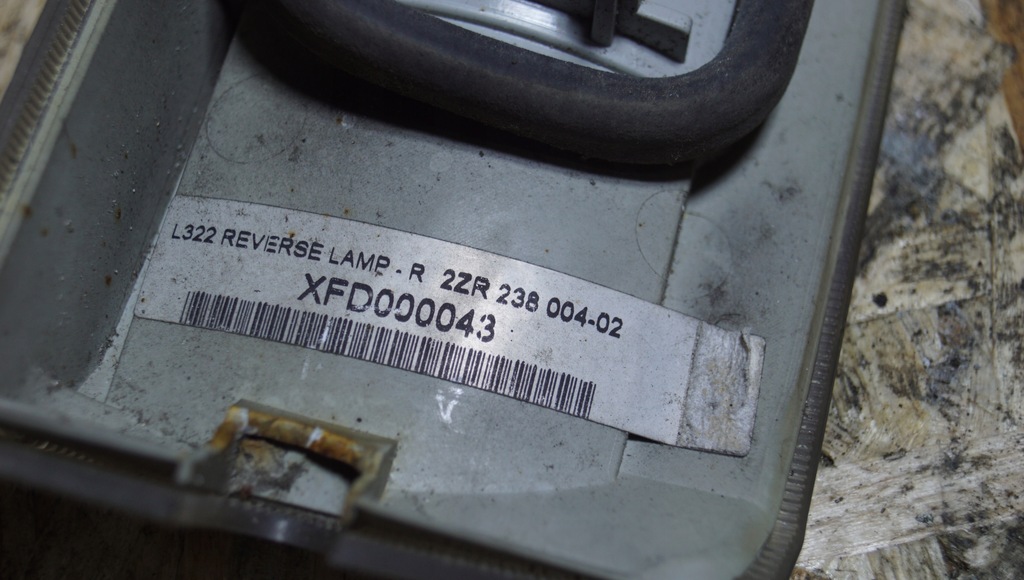 L322 REVERSE LAMP - R 2ZR 238 004-02
XFD000043